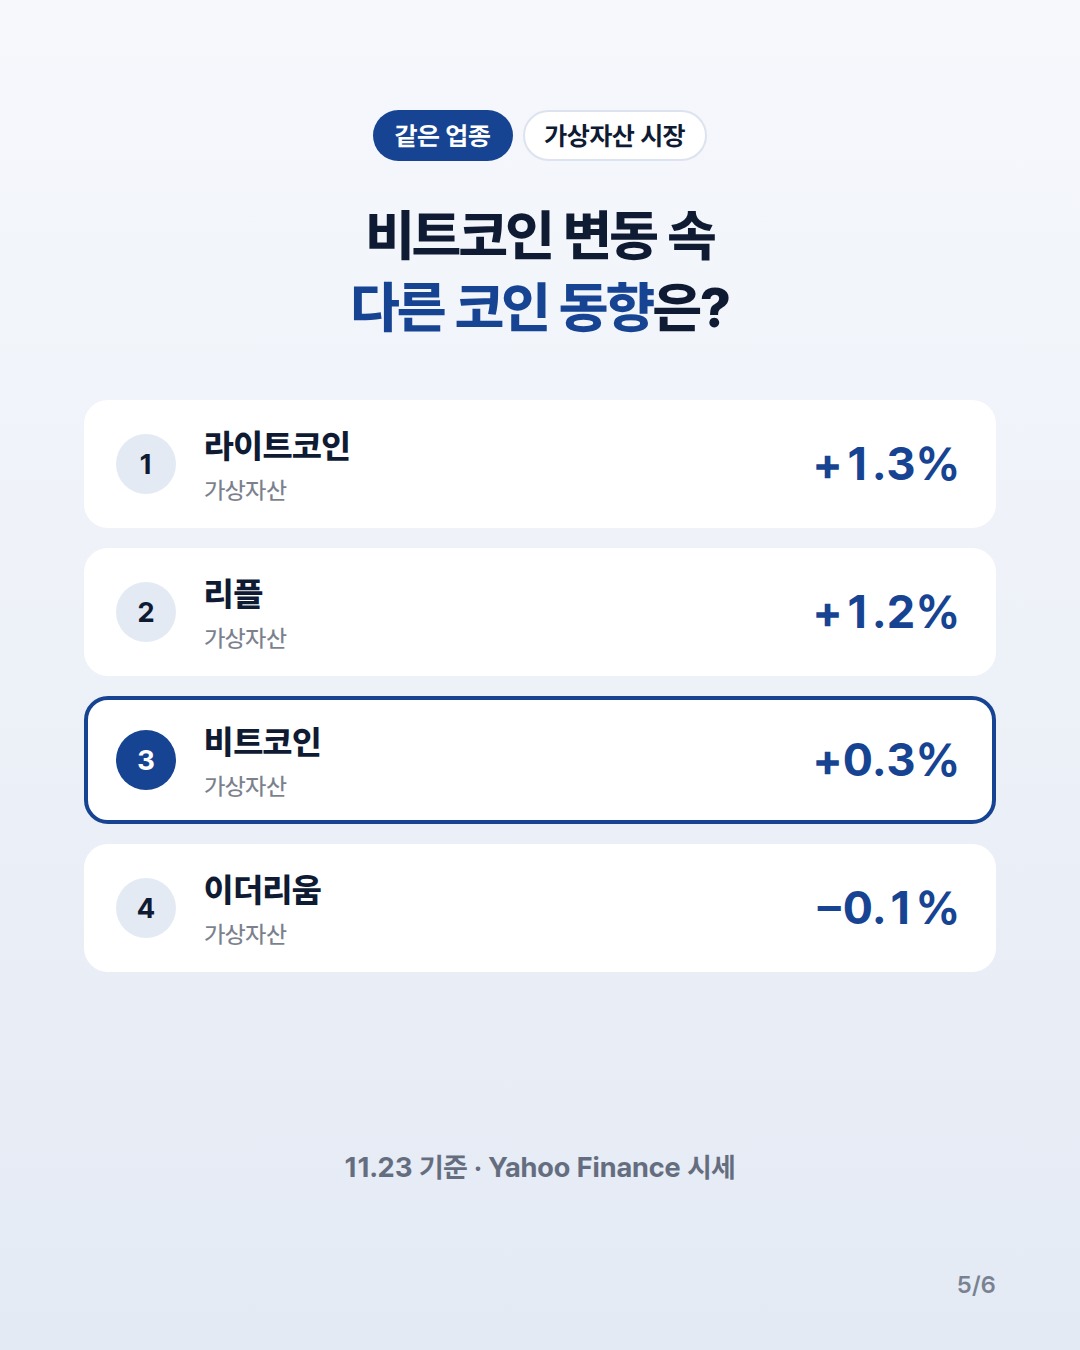 같은 업종 가상자산 시장
비트코인 변동 속
다른 코인 동향은?
1 라이트코인 +1.3%
가상자산
2 리플 +1.2%
가상자산
3 비트코인 +0.3%
가상자산
4 이더리움 −0.1%
가상자산
11.23 기준 · Yahoo Finance 시세
5/6